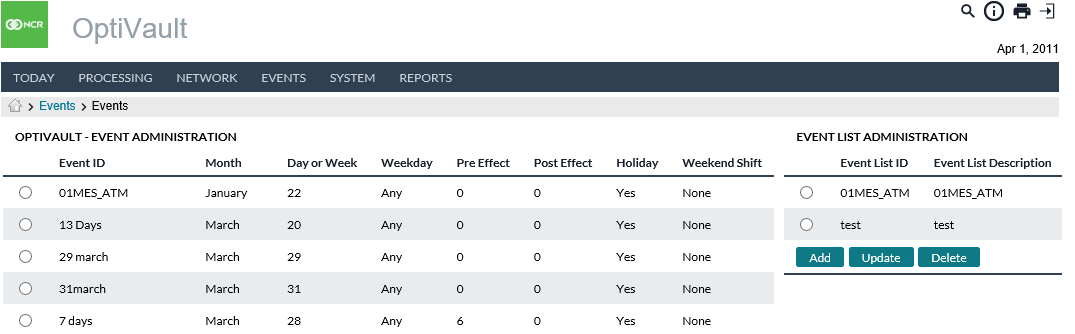 NCR
OptiVault
Apr 1, 2011
TODAY PROCESSING NETWORK EVENTS SYSTEM REPORTS
Events Events
OPTIVAULT - EVENT ADMINISTRATION
Event ID Month Day or Week Weekday Pre Effect Post Effect Holiday Weekend Shift
01MES_ATM January 22 Any 0 0 Yes None
13 Days March 20 Any 0 0 Yes None
29 march March 29 Any 0 0 Yes None
31march March 31 Any 0 0 Yes None
7 days March 28 Any 6 0 Yes None
EVENT LIST ADMINISTRATION
Event List ID Event List Description
01MES_ATM 01MES_ATM
test test
Add Update Delete